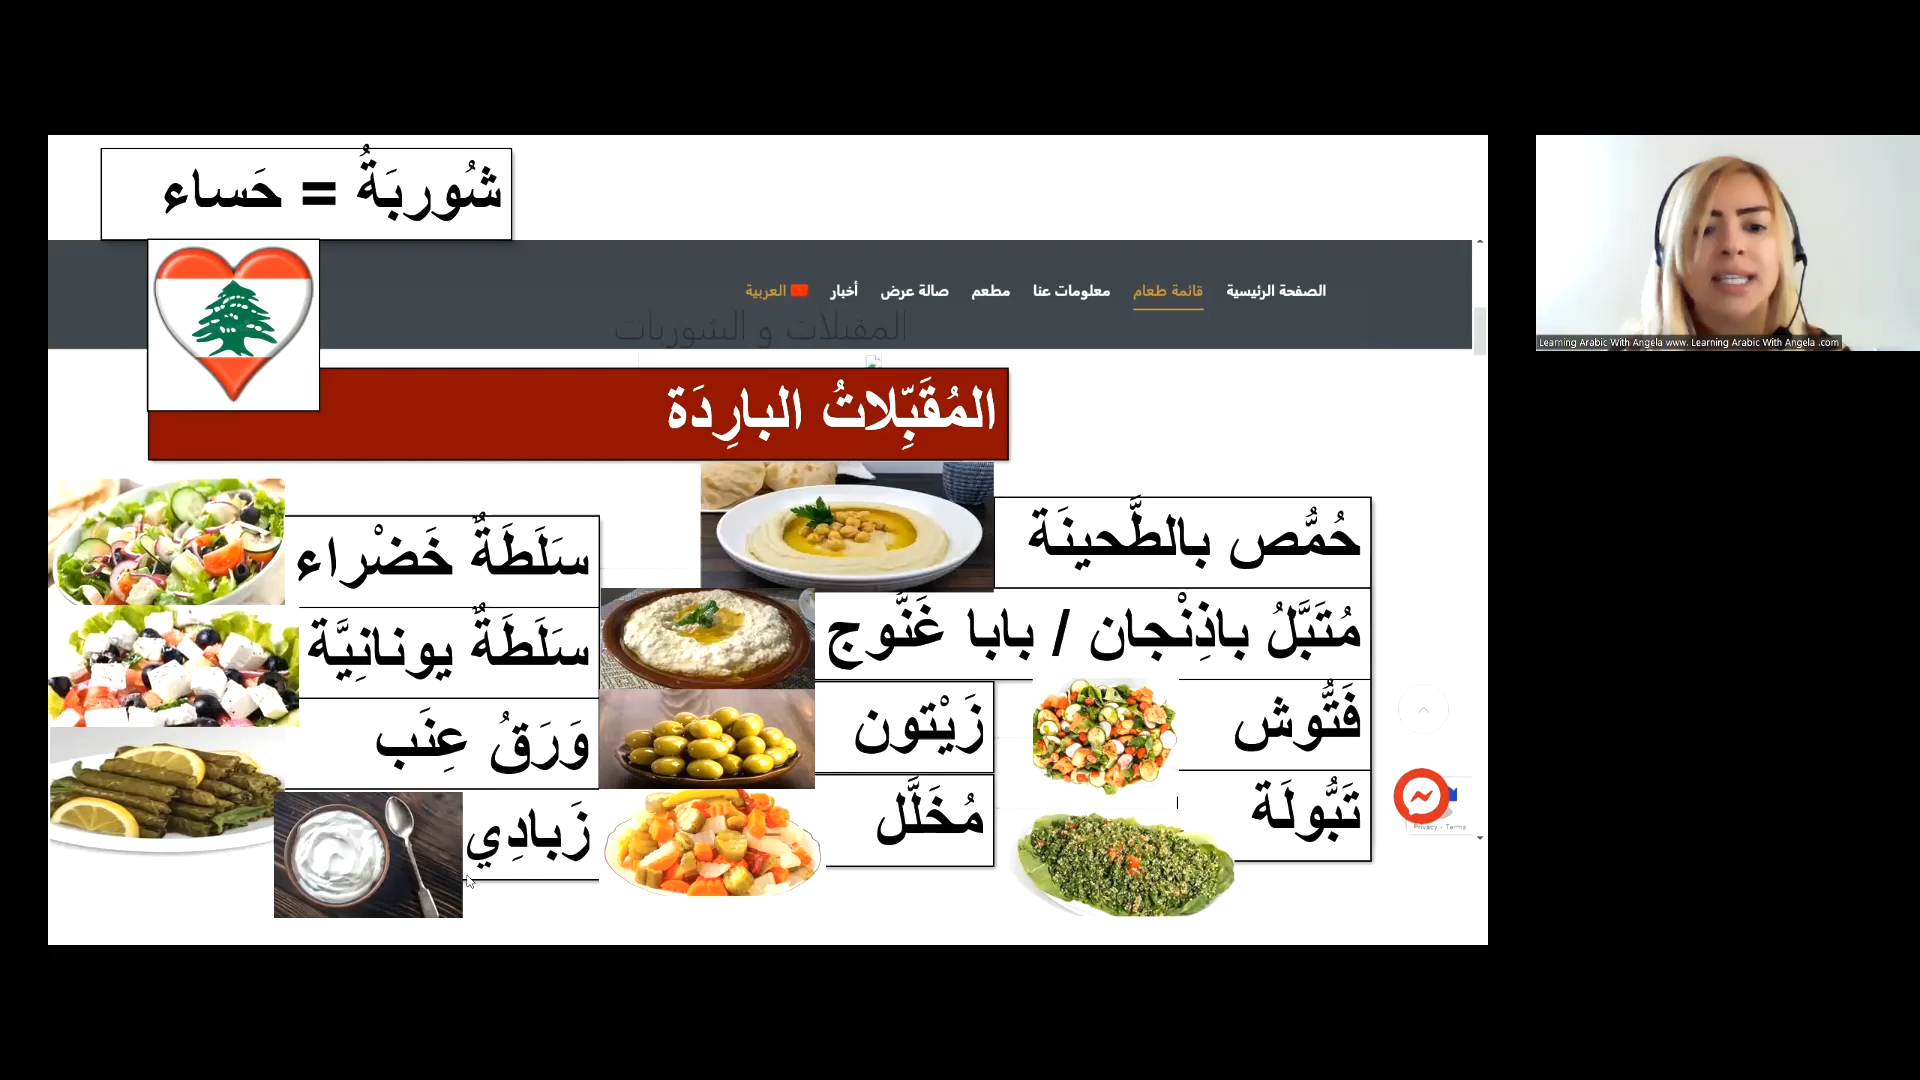 شُوربَةُ = حَساء
الصفحة الرئيسية قائمة طعام معلومات عنا مطعم صالة عرض أخبار العربية
المقبلات و الشوربات
المُقَبِّلاتُ البارِدَة
حُمُّص بالطَّحينَة
مُتَبَّلُ باذِنْجان / بابا غَنُّوج
فَتُّوش
تَبُّولَة
زَيْتون
مُخَلَّل
سَلَطَةٌ خَضْراء
سَلَطَةٌ يونانِيَّة
وَرَقُ عِنَب
زَبادِي
Privacy - Terms
Learning Arabic With Angela www. Learning Arabic With Angela .com